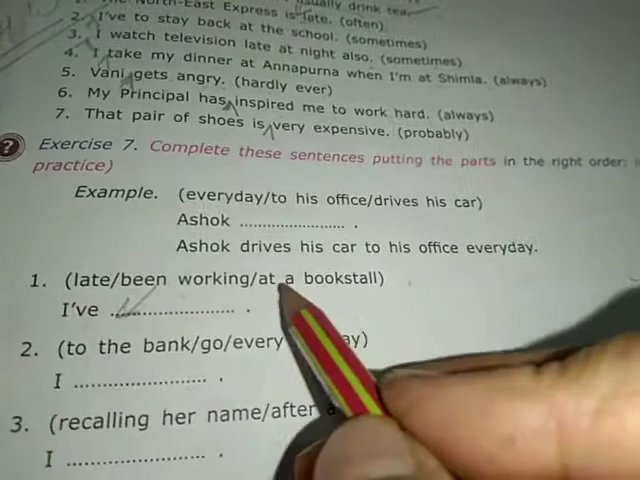 The North-East Express is late. (often)
usually drink tea.
2. I've to stay back at the school. (sometimes)
3. I watch television late at night also. (sometimes)
4. I take my dinner at Annapurna when I'm at Shimla. (always)
5. Vani gets angry. (hardly ever)
6. My Principal has inspired me to work hard. (always)
7. That pair of shoes is very expensive. (probably)
? Exercise 7. Complete these sentences putting the parts in the right order:
practice)
Example. (everyday/to his office/drives his car)
Ashok ........................ .
Ashok drives his car to his office everyday.
1. (late/been working/at a bookstall)
I've ............................ .
2. (to the bank/go/every ay)
I ............................. .
3. (recalling her name/after
I .............................. .